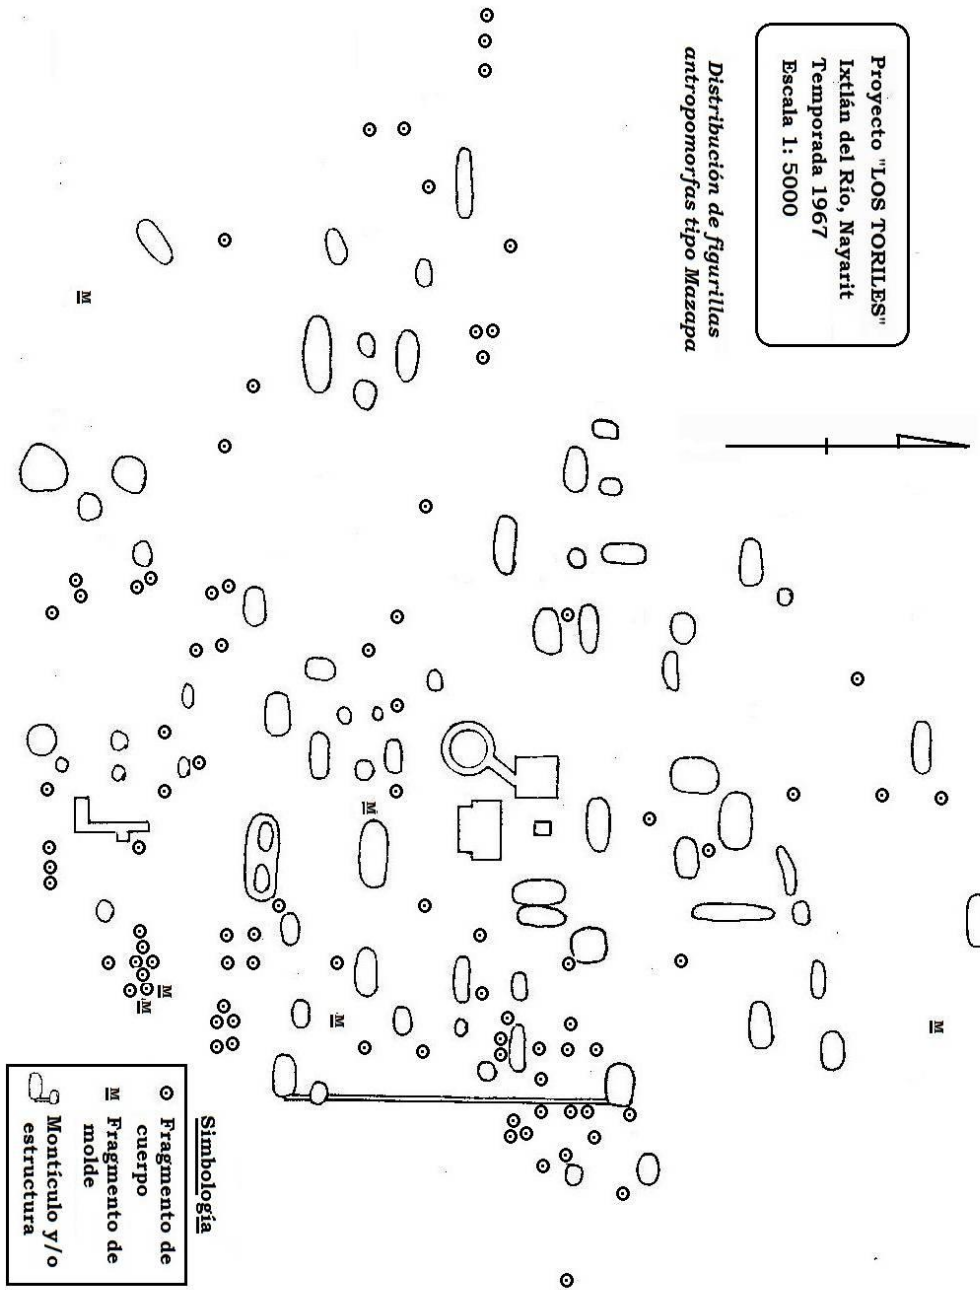 Proyecto "LOS TORILES"
Ixtlán del Río, Nayarit
Temporada 1967
Escala 1: 5000
Distribución de figurillas
antropomorfas tipo Mazapa
M
M
M
M
M
M
Simbología
Fragmento de
cuerpo
M Fragmento de
molde
Montículo y/o
estructura